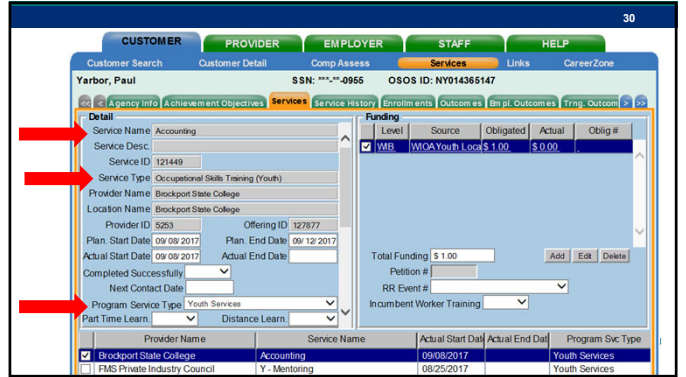 30
CUSTOMER PROVIDER EMPLOYER STAFF HELP
Customer Search Customer Detail Comp Assess Services Links CareerZone
Yarbor, Paul SSN: ***-**-0955 OSOS ID: NY014365147
<< < Agency Info Achievement Objectives Services Service History Enrollments Outcomes Empl. Outcomes Trng. Outcom > >>
Detail Funding
Service Name Accounting Level Source Obligated Actual Oblig #
Service Desc. WIB WIOA Youth Loca $ 1.00 $ 0.00
Service ID 121449
Service Type Occupational Skills Training (Youth)
Provider Name Brockport State College
Location Name Brockport State College
Provider ID 5253 Offering ID 127877
Plan. Start Date 09/08/2017 Plan. End Date 09/12/2017
Actual Start Date 09/08/2017 Actual End Date Total Funding $ 1.00 Add Edit Delete
Completed Successfully Petition #
Next Contact Date RR Event #
Program Service Type Youth Services Incumbent Worker Training
Part Time Learn. Distance Learn.
Provider Name Service Name Actual Start Dat Actual End Dat Program Svc Type
Brockport State College Accounting 09/08/2017 Youth Services
FMS Private Industry Council Y - Mentoring 08/25/2017 Youth Services